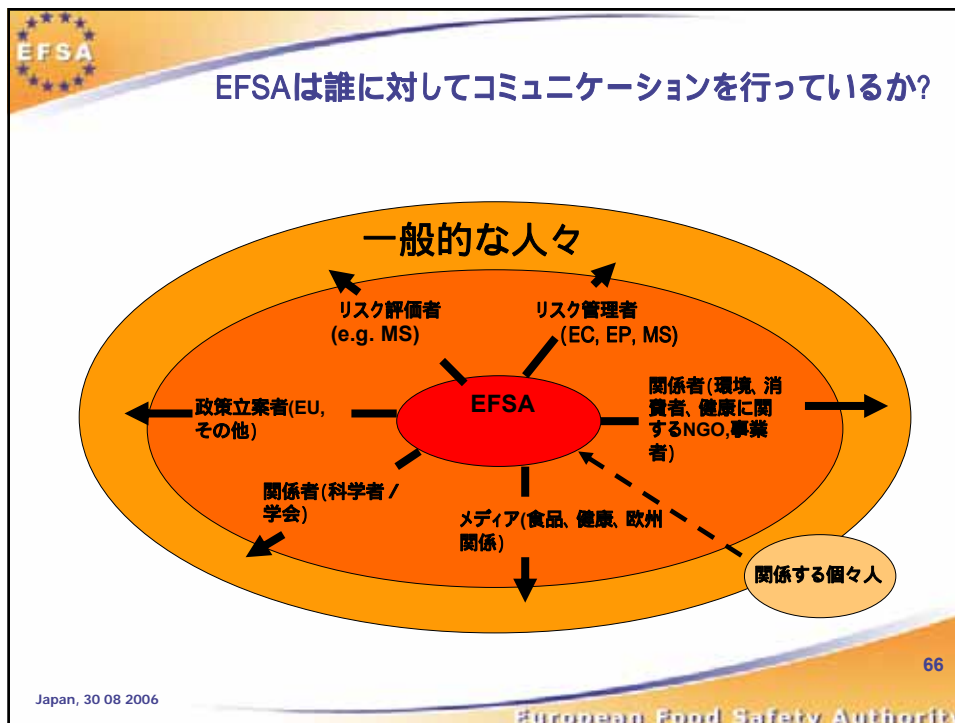 EFSA
EFSAは誰に対してコミュニケーションを行っているか?
一般的な人々
リスク評価者
(e.g. MS)
リスク管理者
(EC, EP, MS)
政策立案者(EU,
その他)
EFSA
関係者(環境、消
費者、健康に関
するNGO,事業
者)
関係者(科学者/
学会)
メディア(食品、健康、欧州
関係)
関係する個々人
66
Japan, 30 08 2006
European Food Safety Authorit